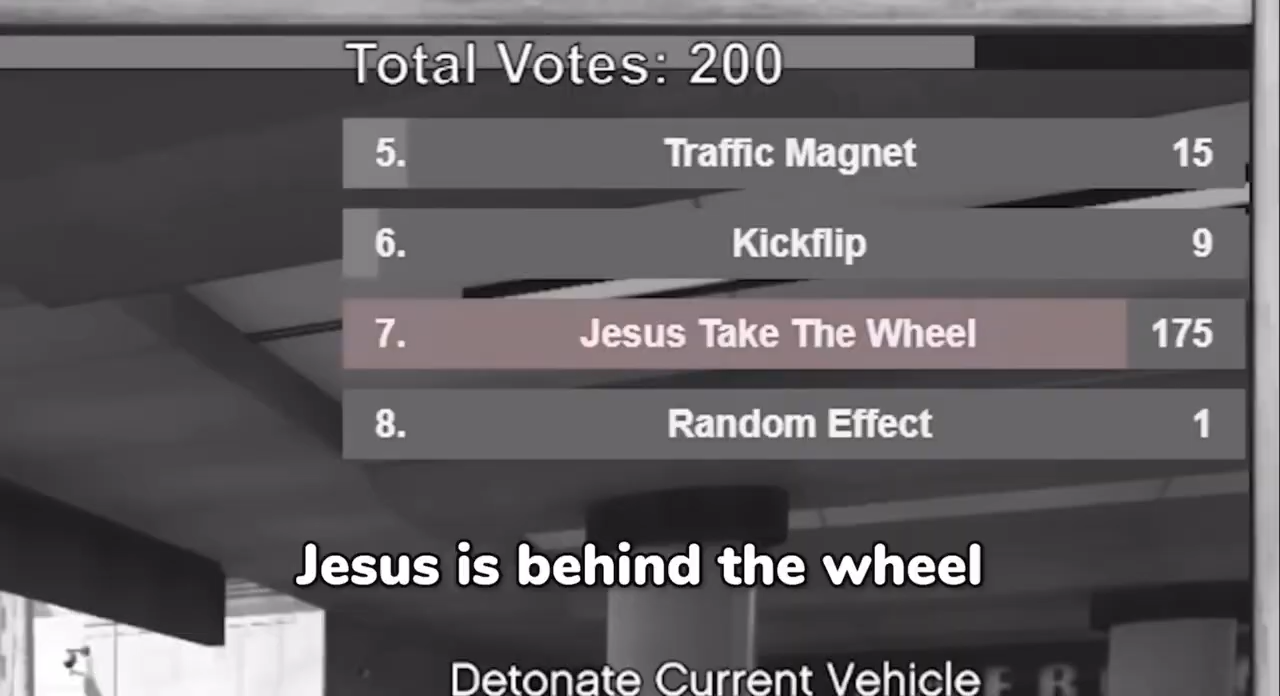 Total Votes: 200
5. Traffic Magnet 15
6. Kickflip 9
7. Jesus Take The Wheel 175
8. Random Effect 1
Jesus is behind the wheel
Detonate Current Vehicle